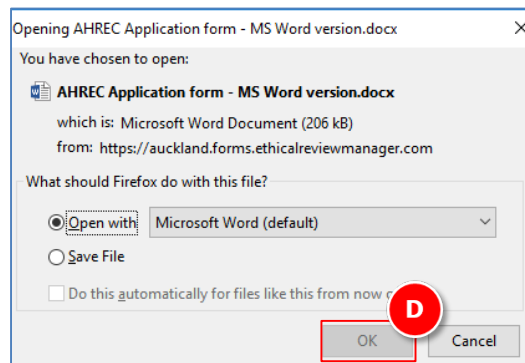 Opening AHREC Application form - MS Word version.docx
You have chosen to open:
AHREC Application form - MS Word version.docx
which is: Microsoft Word Document (206 kB)
from: https://auckland.forms.ethicalreviewmanager.com
What should Firefox do with this file?
Open with Microsoft Word (default)
Save File
Do this automatically for files like this from now
D
OK Cancel